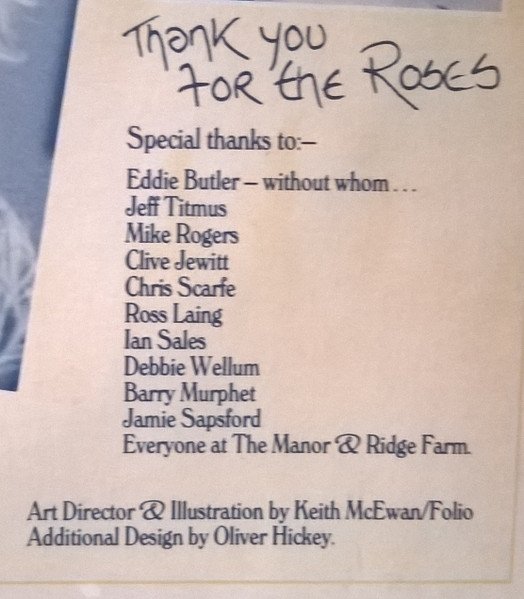 Thank you
for the Roses
Special thanks to:–
Eddie Butler – without whom...
Jeff Titmus
Mike Rogers
Clive Jewitt
Chris Scarfe
Ross Laing
Ian Sales
Debbie Wellum
Barry Murphet
Jamie Sapsford
Everyone at The Manor & Ridge Farm.
Art Director & Illustration by Keith McEwan/Folio
Additional Design by Oliver Hickey.